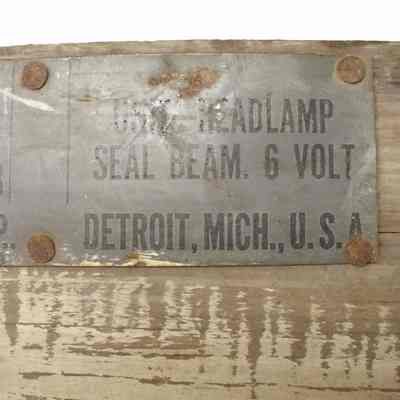 HEADLAMP
SEAL BEAM. 6 VOLT
DETROIT, MICH., U.S.A